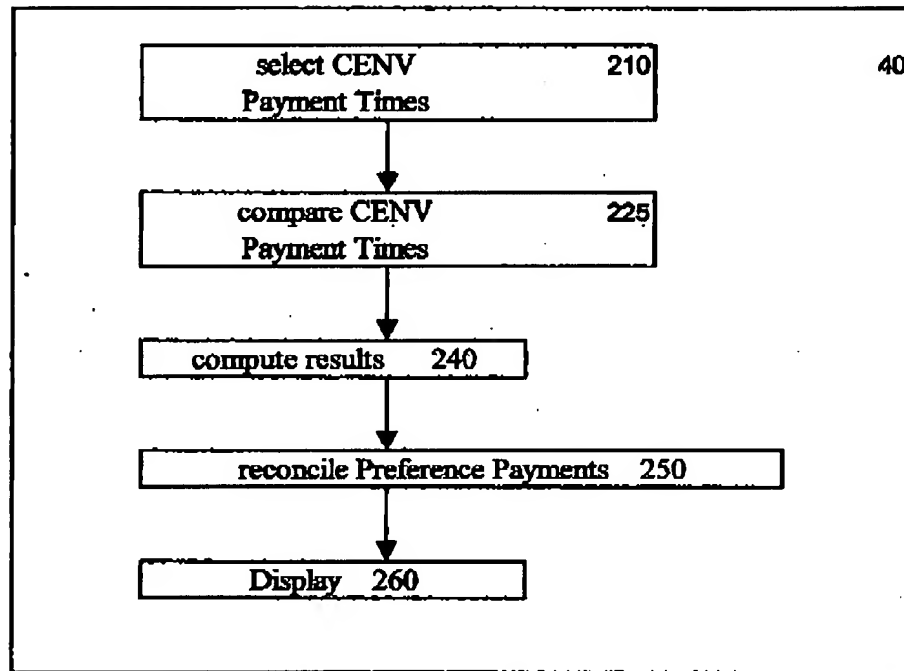 select CENV 210 40
Payment Times
compare CENV 225
Payment Times
compute results 240
reconcile Preference Payments 250
Display 260